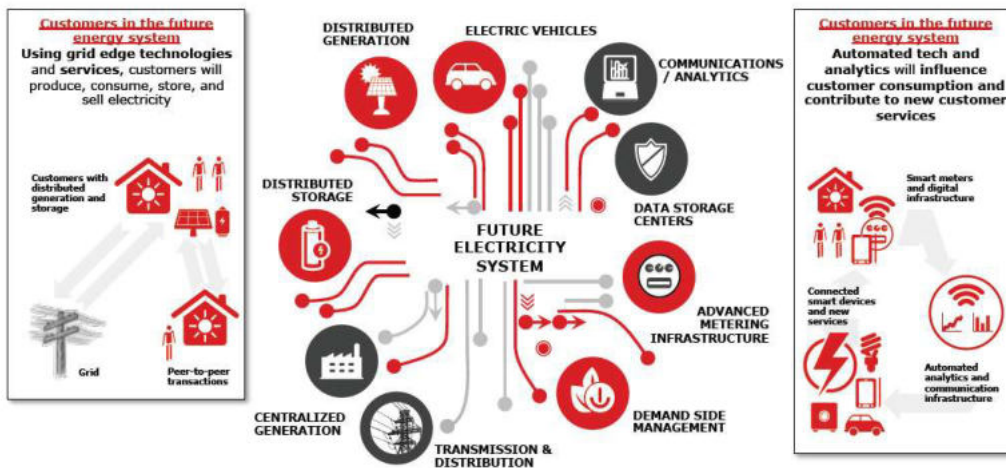 Customers in the future
energy system
Using grid edge technologies
and services, customers will
produce, consume, store, and
sell electricity
Customers with
distributed
generation and
storage
Grid
Peer-to-peer
transactions
DISTRIBUTED
GENERATION
ELECTRIC VEHICLES
COMMUNICATIONS
/ ANALYTICS
DISTRIBUTED
STORAGE
DATA STORAGE
CENTERS
FUTURE
ELECTRICITY
SYSTEM
ADVANCED
METERING
INFRASTRUCTURE
CENTRALIZED
GENERATION
TRANSMISSION &
DISTRIBUTION
DEMAND SIDE
MANAGEMENT
Customers in the future
energy system
Automated tech and
analytics will influence
customer consumption and
contribute to new customer
services
Smart meters
and digital
infrastructure
Connected
smart devices
and new
services
Automated
analytics and
communication
infrastructure